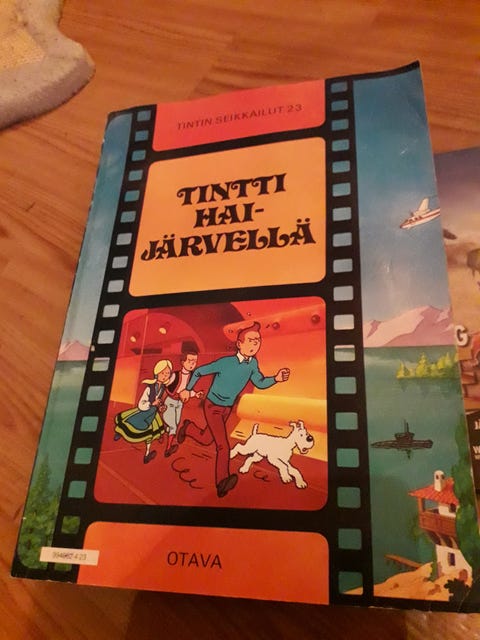 TINTIN SEIKKAILUT 23
TINTTI
HAI-
JÄRVELLÄ
OTAVA